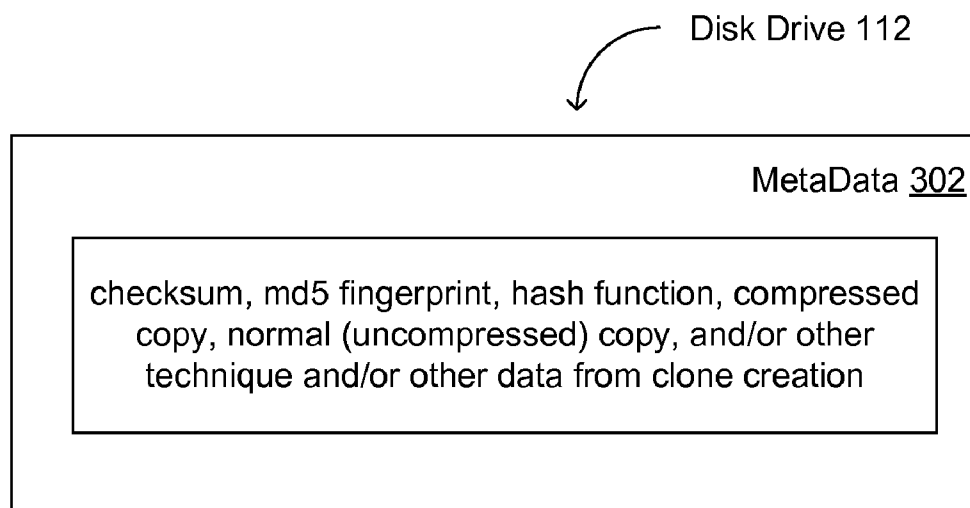 Disk Drive 112
MetaData 302
checksum, md5 fingerprint, hash function, compressed
copy, normal (uncompressed) copy, and/or other
technique and/or other data from clone creation